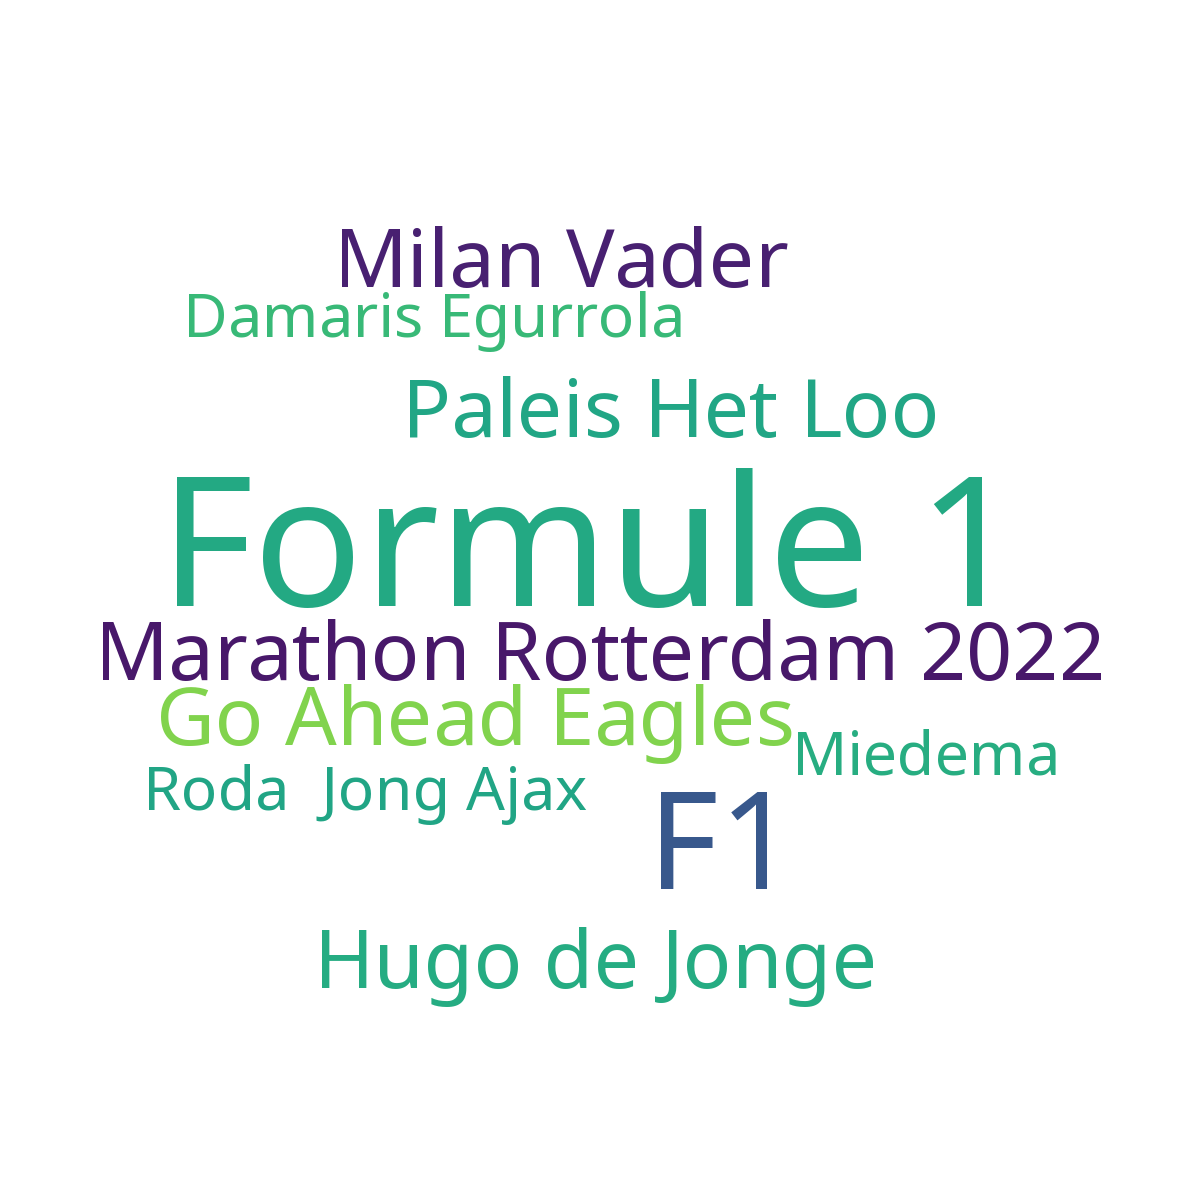 Milan Vader
Damaris Egurrola
Paleis Het Loo
Formule 1
Marathon Rotterdam 2022
Go Ahead Eagles
Miedema
Roda  Jong Ajax
F1
Hugo de Jonge